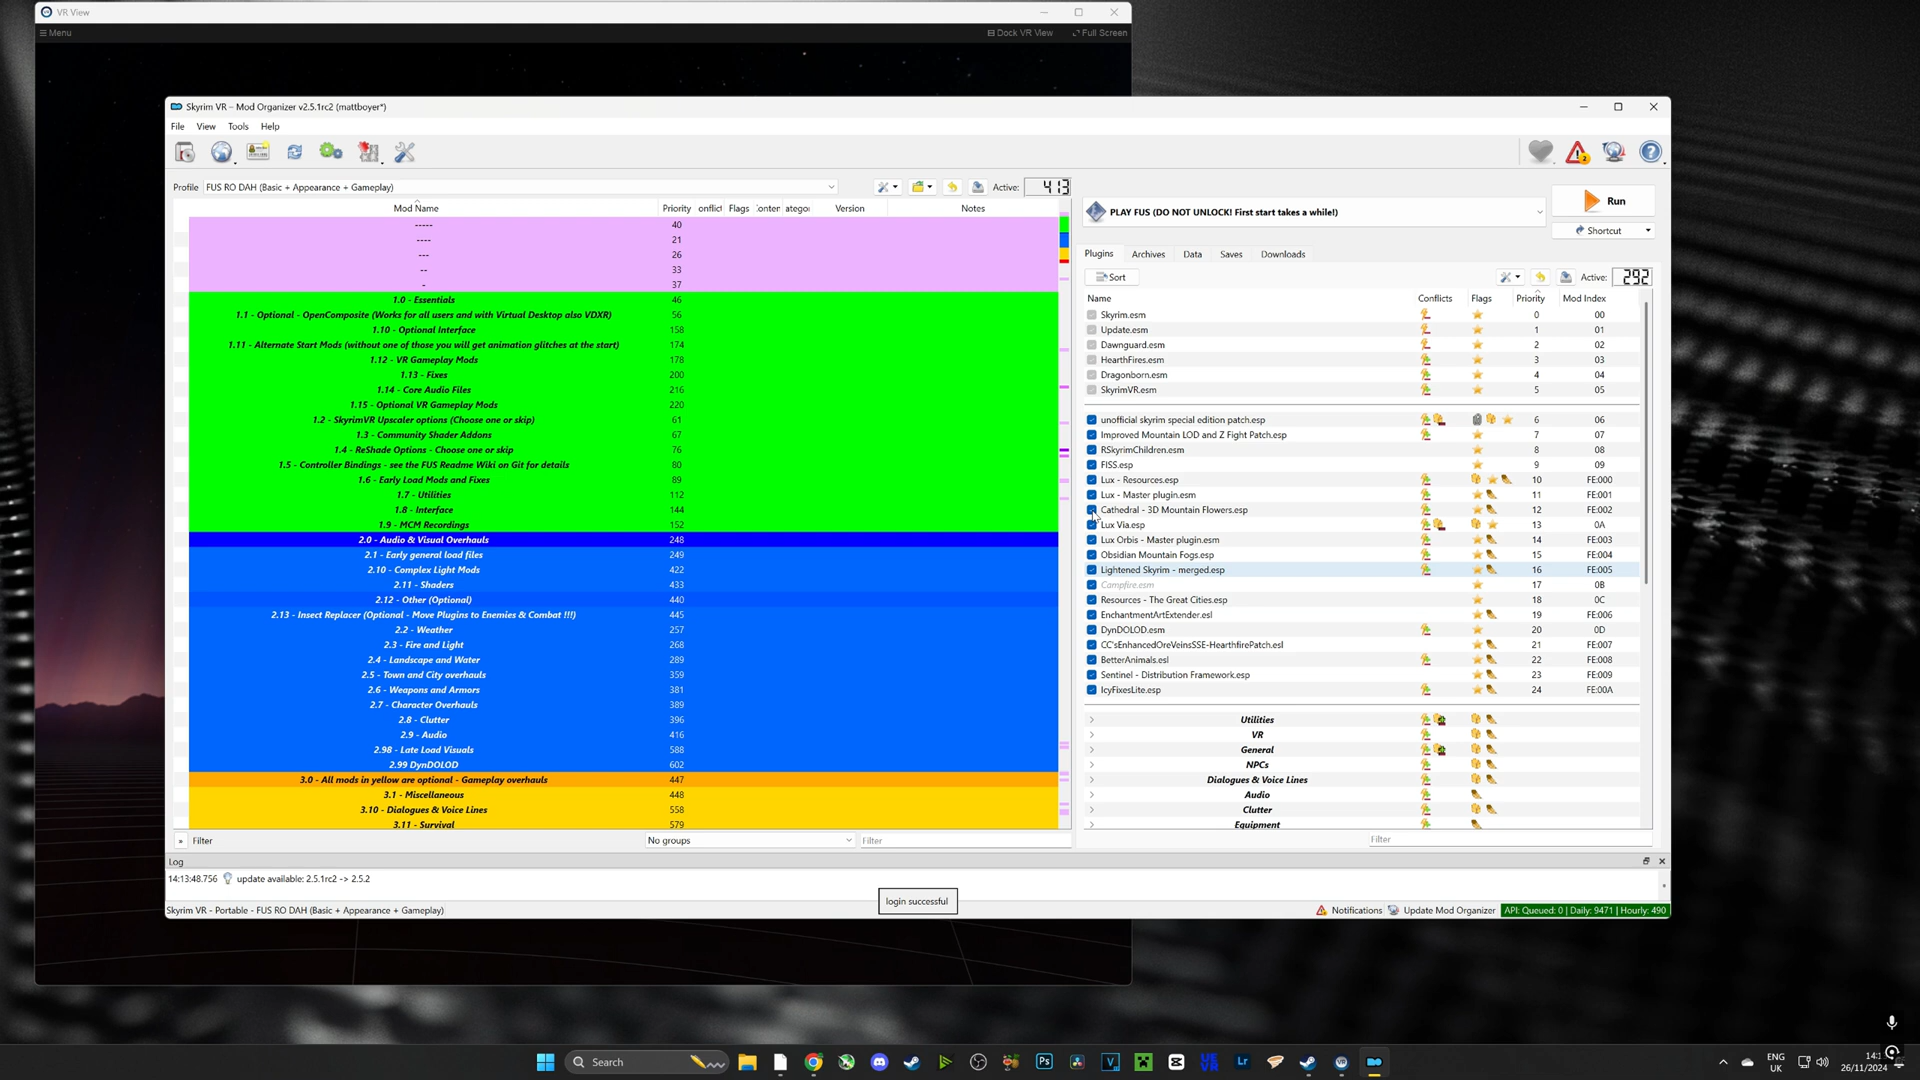 VR View
Menu
Dock VR View
Full Screen
Skyrim VR – Mod Organizer v2.5.1rc2 (mattboyer*)
File View Tools Help
Profile FUS RO DAH (Basic + Appearance + Gameplay)
Active: 413
Mod Name Priority onflict Flags Conten ategor Version Notes
----- 40
---- 21
--- 26
-- 33
- 37
1.0 - Essentials 46
1.1 - Optional - OpenComposite (Works for all users and with Virtual Desktop also VDXR) 56
1.10 - Optional Interface 158
1.11 - Alternate Start Mods (without one of those you will get animation glitches at the start) 174
1.12 - VR Gameplay Mods 178
1.13 - Fixes 200
1.14 - Core Audio Files 216
1.15 - Optional VR Gameplay Mods 220
1.2 - SkyrimVR Upscaler options (Choose one or skip) 61
1.3 - Community Shader Addons 67
1.4 - ReShade Options - Choose one or skip 76
1.5 - Controller Bindings - see the FUS Readme Wiki on Git for details 80
1.6 - Early Load Mods and Fixes 89
1.7 - Utilities 112
1.8 - Interface 144
1.9 - MCM Recordings 152
2.0 - Audio & Visual Overhauls 248
2.1 - Early general load files 249
2.10 - Complex Light Mods 422
2.11 - Shaders 433
2.12 - Other (Optional) 440
2.13 - Insect Replacer (Optional - Move Plugins to Enemies & Combat !!!) 445
2.2 - Weather 257
2.3 - Fire and Light 268
2.4 - Landscape and Water 289
2.5 - Town and City overhauls 359
2.6 - Weapons and Armors 381
2.7 - Character Overhauls 389
2.8 - Clutter 396
2.9 - Audio 416
2.98 - Late Load Visuals 588
2.99 DynDOLOD 602
3.0 - All mods in yellow are optional - Gameplay overhauls 447
3.1 - Miscellaneous 448
3.10 - Dialogues & Voice Lines 558
3.11 - Survival 579
» Filter
No groups
Filter
PLAY FUS (DO NOT UNLOCK! First start takes a while!)
Run
Shortcut
Plugins Archives Data Saves Downloads
Sort
Active: 292
Name Conflicts Flags Priority Mod Index
Skyrim.esm 0 00
Update.esm 1 01
Dawnguard.esm 2 02
HearthFires.esm 3 03
Dragonborn.esm 4 04
SkyrimVR.esm 5 05
unofficial skyrim special edition patch.esp 6 06
Improved Mountain LOD and Z Fight Patch.esp 7 07
RSkyrimChildren.esm 8 08
FISS.esp 9 09
Lux - Resources.esp 10 FE:000
Lux - Master plugin.esm 11 FE:001
Cathedral - 3D Mountain Flowers.esp 12 FE:002
Lux Via.esp 13 0A
Lux Orbis - Master plugin.esm 14 FE:003
Obsidian Mountain Fogs.esp 15 FE:004
Lightened Skyrim - merged.esp 16 FE:005
Campfire.esm 17 0B
Resources - The Great Cities.esp 18 0C
EnchantmentArtExtender.esl 19 FE:006
DynDOLOD.esm 20 0D
CC'sEnhancedOreVeinsSSE-HearthfirePatch.esl 21 FE:007
BetterAnimals.esl 22 FE:008
Sentinel - Distribution Framework.esp 23 FE:009
IcyFixesLite.esp 24 FE:00A
Utilities
VR
General
NPCs
Dialogues & Voice Lines
Audio
Clutter
Equipment
Filter
Log
14:13:48.756 update available: 2.5.1rc2 -> 2.5.2
login successful
Skyrim VR - Portable - FUS RO DAH (Basic + Appearance + Gameplay)
Notifications Update Mod Organizer API: Queued: 0 | Daily: 9471 | Hourly: 490
Search
Ps
Lr
ENG
UK
26/11/2024